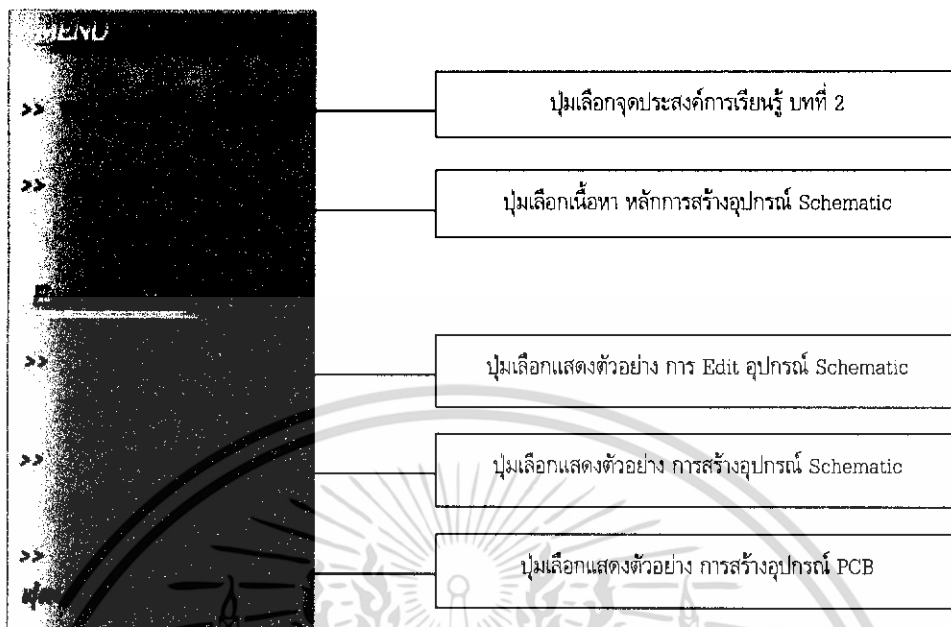 MENU
>>
ปุ่มเลือกจุดประสงค์การเรียนรู้ บทที่ 2
>>
ปุ่มเลือกเนื้อหา หลักการสร้างอุปกรณ์ Schematic
>>
ปุ่มเลือกแสดงตัวอย่าง การ Edit อุปกรณ์ Schematic
>>
ปุ่มเลือกแสดงตัวอย่าง การสร้างอุปกรณ์ Schematic
>>
ปุ่มเลือกแสดงตัวอย่าง การสร้างอุปกรณ์ PCB